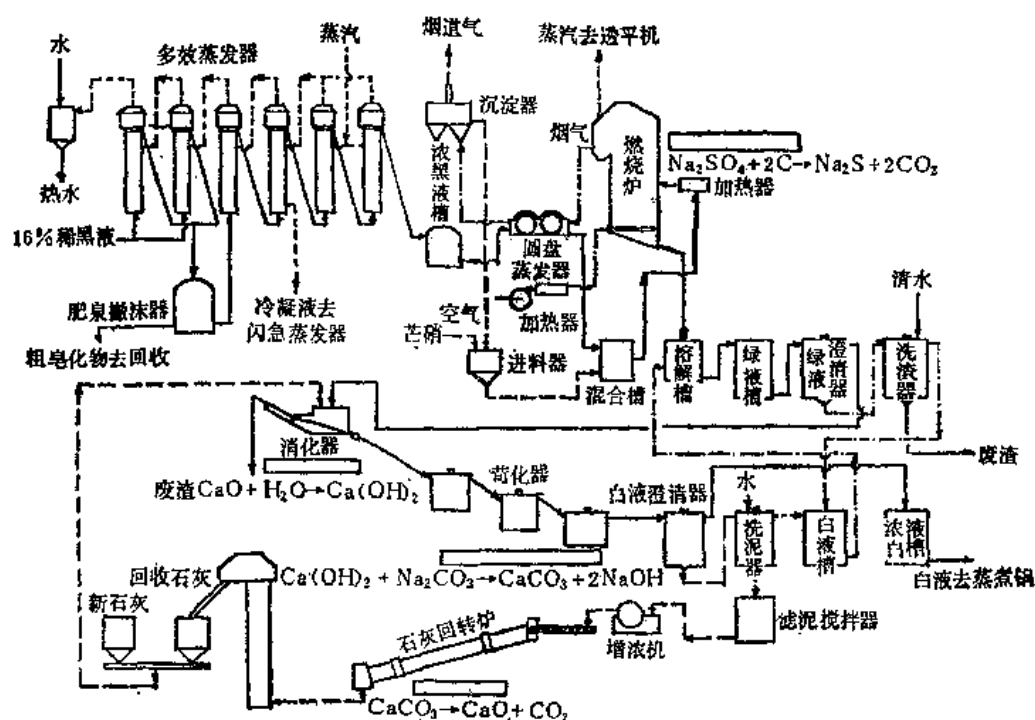 烟道气
蒸汽
蒸汽去透平机
水
多效蒸发器
沉淀器
烟气
燃烧炉
Na₂SO₄+2C→Na₂S+2CO₂
加热器
浓黑液槽
热水
16%稀黑液
圆盘蒸发器
清水
肥皂撇沫器
冷凝液去
闪急蒸发器
空气
加热器
芒硝
粗皂化物去回收
进料器
混合槽
溶解槽
绿液槽
绿液澄清器
洗渣器
消化器
废渣
废渣CaO+H₂O→Ca(OH)₂
苛化器
白液澄清器
水
洗泥器
白液槽
浓白液槽
回收石灰
Ca(OH)₂+Na₂CO₃→CaCO₃+2NaOH
白液去蒸煮锅
新石灰
石灰回转炉
增浓机
滤泥搅拌器
CaCO₃→CaO+CO₂